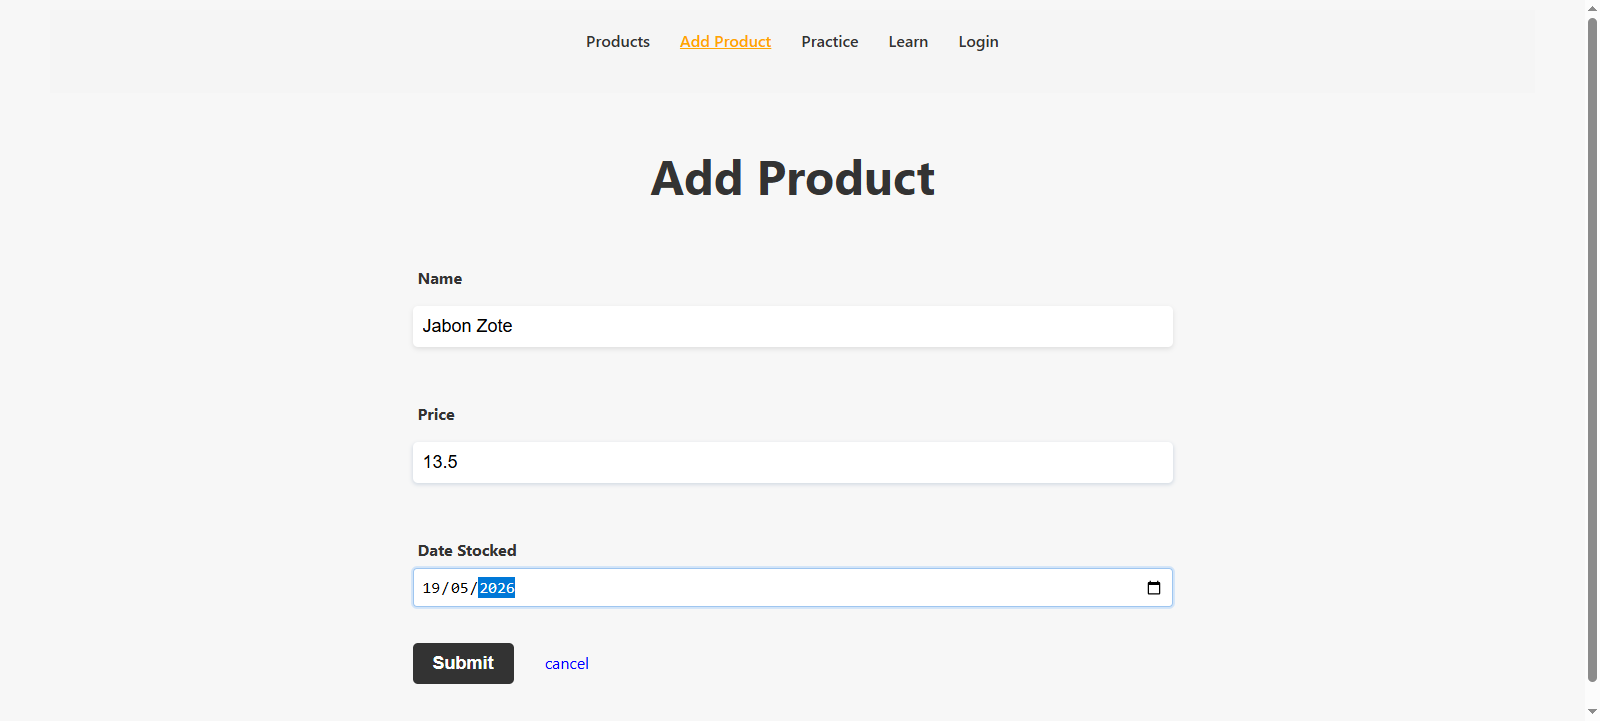 Products Add Product Practice Learn Login
Add Product
Name
Jabon Zote
Price
13.5
Date Stocked
19/05/2026
Submit cancel